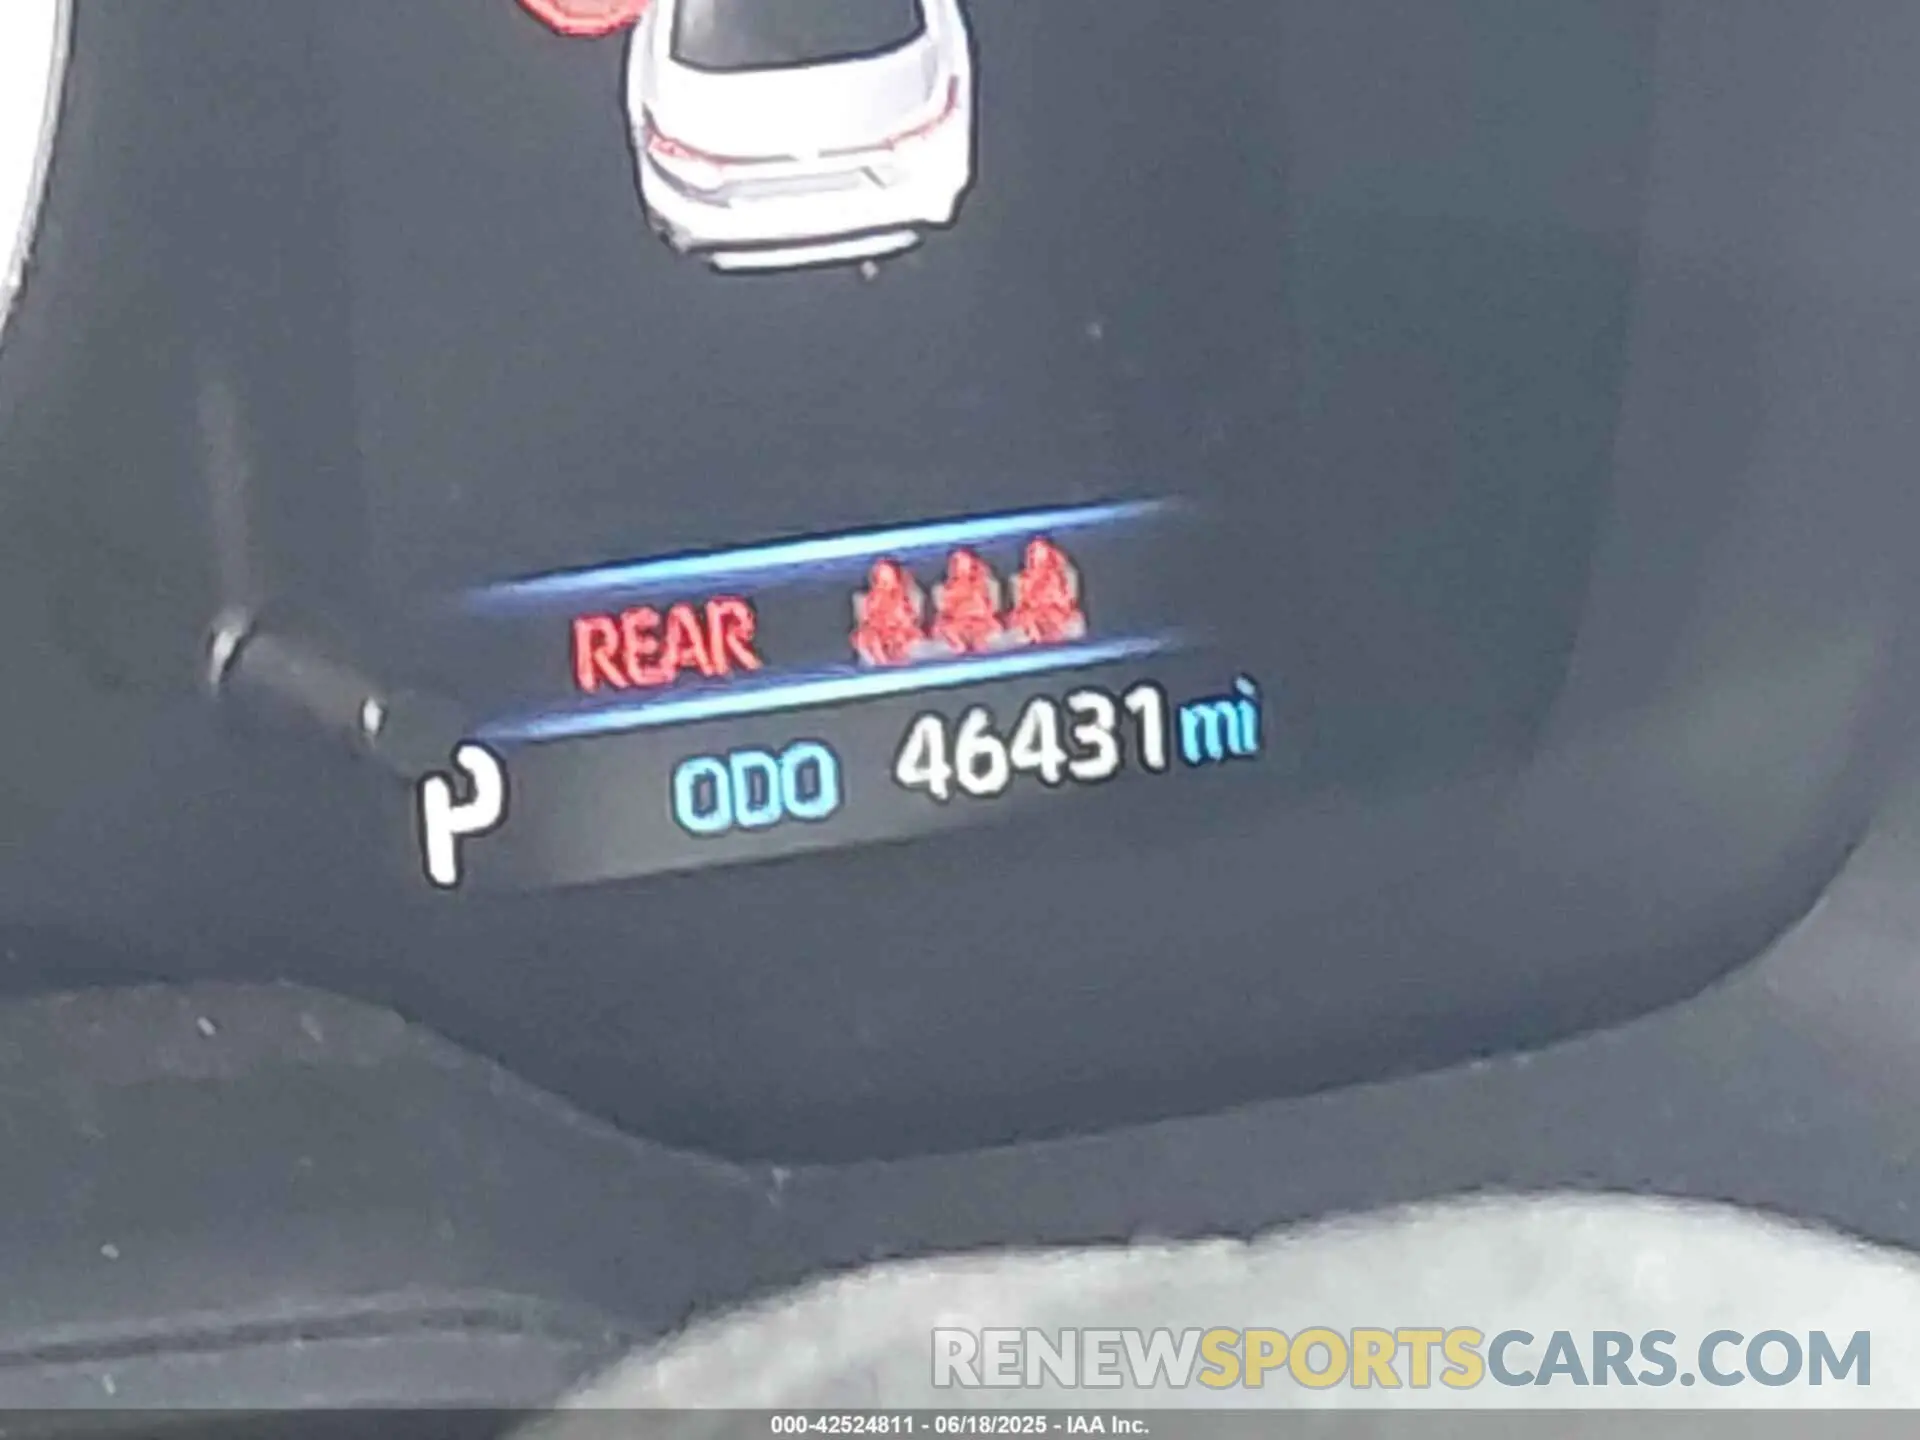 REAR
P ODO 46431 mi
RENEWSPORTSCARS.COM
000-42524811 - 06/18/2025 - IAA Inc.